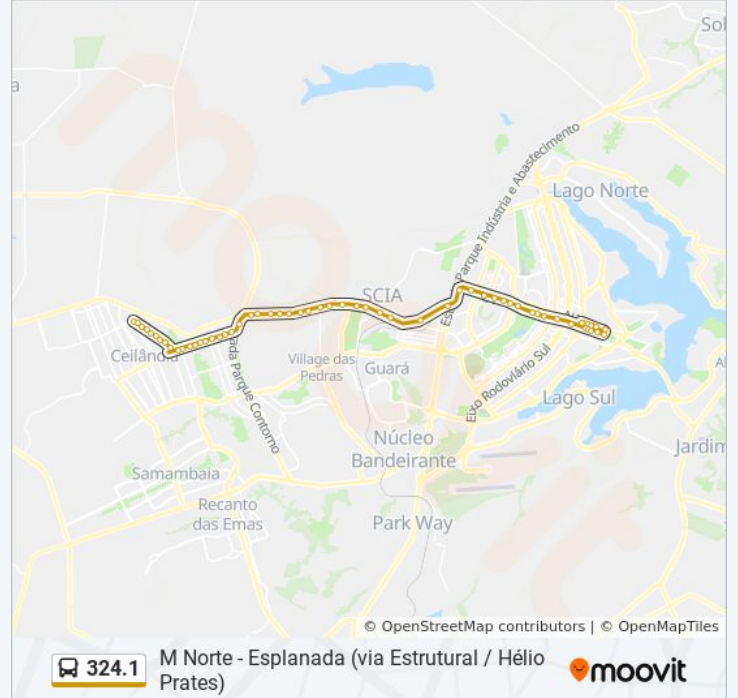 Sol
a
Parque Indústria e Abastecimento
Lago Norte
SCIA
Es
Ceilândia
ada Parque Contorno
Village das
Pedras
Guará
Eixo Rodoviário Sul
Lago Sul
Núcleo
Bandeirante
Jardim
Samambaia
Recanto
das Emas
Park Way
© OpenStreetMap contributors | © OpenMapTiles
324.1
M Norte - Esplanada (via Estrutural / Hélio
Prates)
moovit